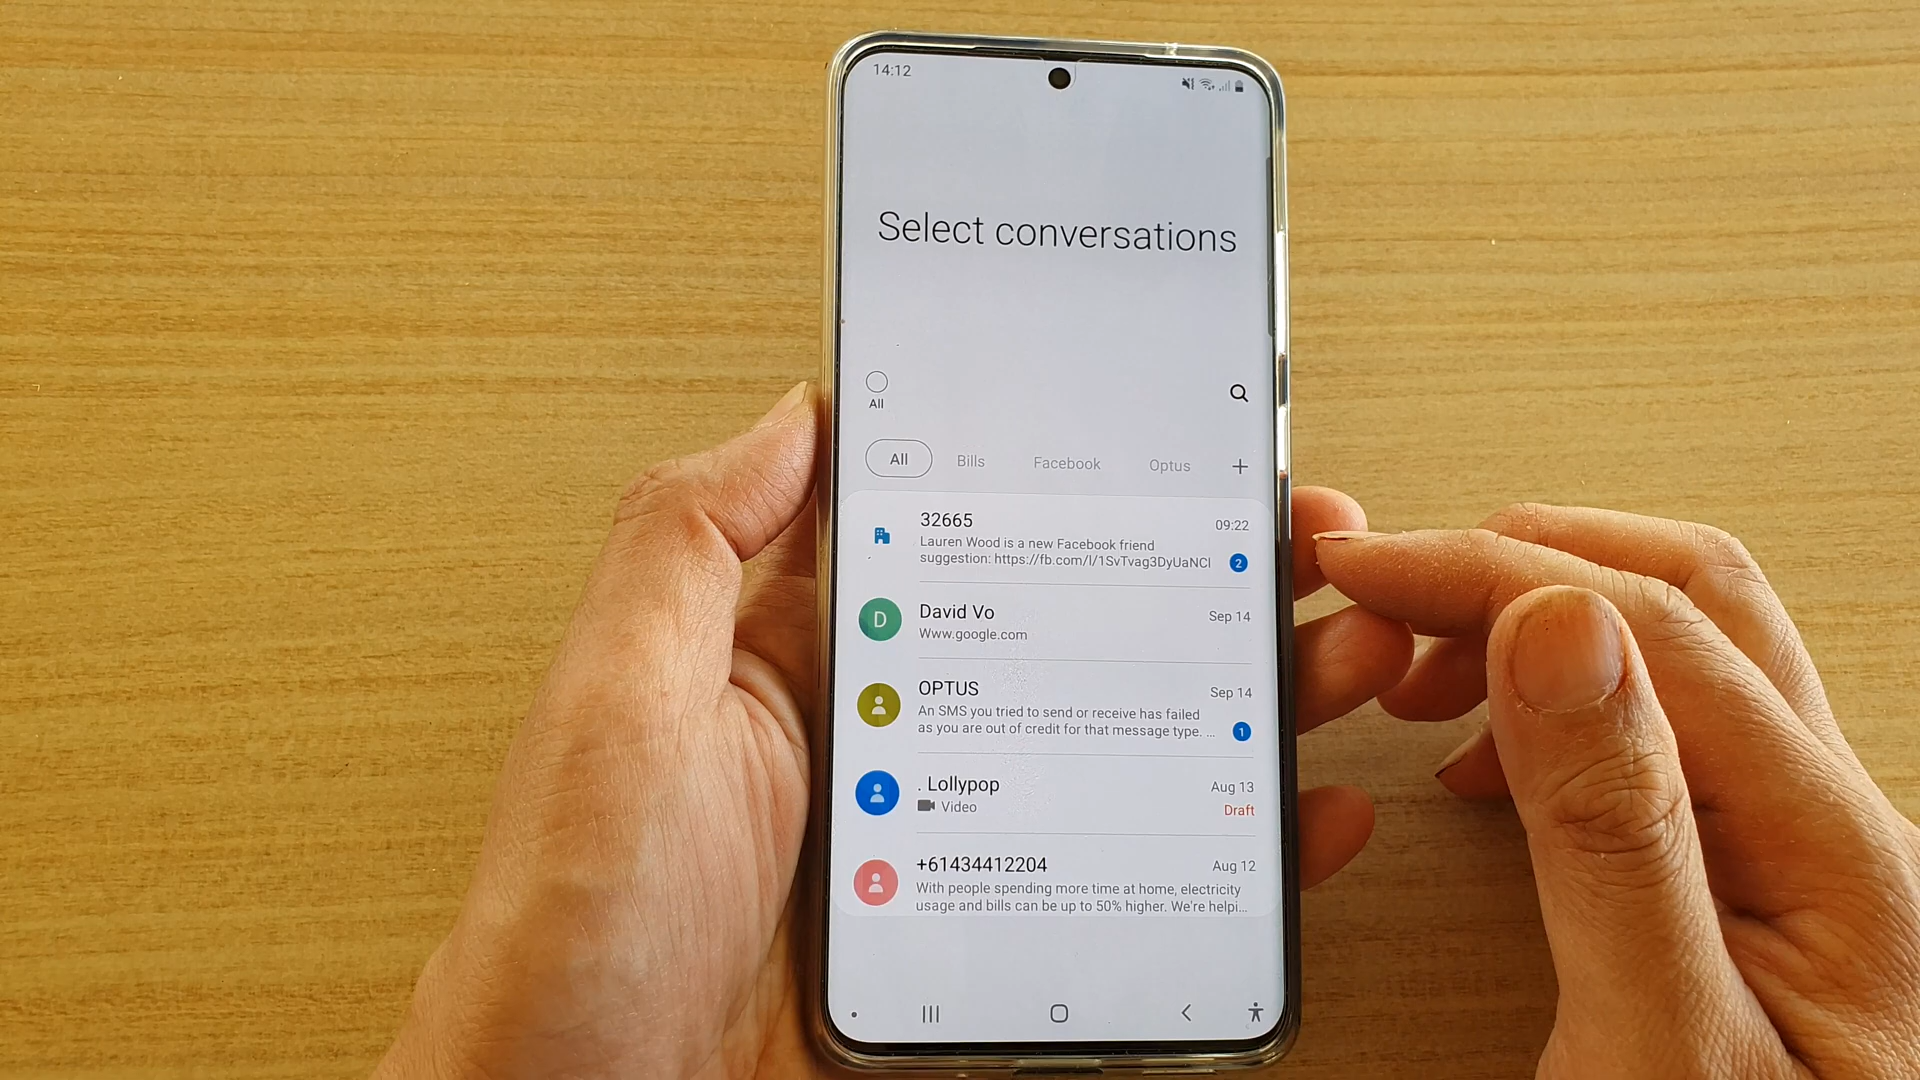 14:12
Select conversations
All
All Bills Facebook Optus +
32665 09:22
Lauren Wood is a new Facebook friend
suggestion: https://fb.com/l/1SvTvag3DyUaNCl 2
D David Vo Sep 14
Www.google.com
OPTUS Sep 14
An SMS you tried to send or receive has failed
as you are out of credit for that message type. ... 1
. Lollypop Aug 13
Video Draft
+61434412204 Aug 12
With people spending more time at home, electricity
usage and bills can be up to 50% higher. We're helpi...